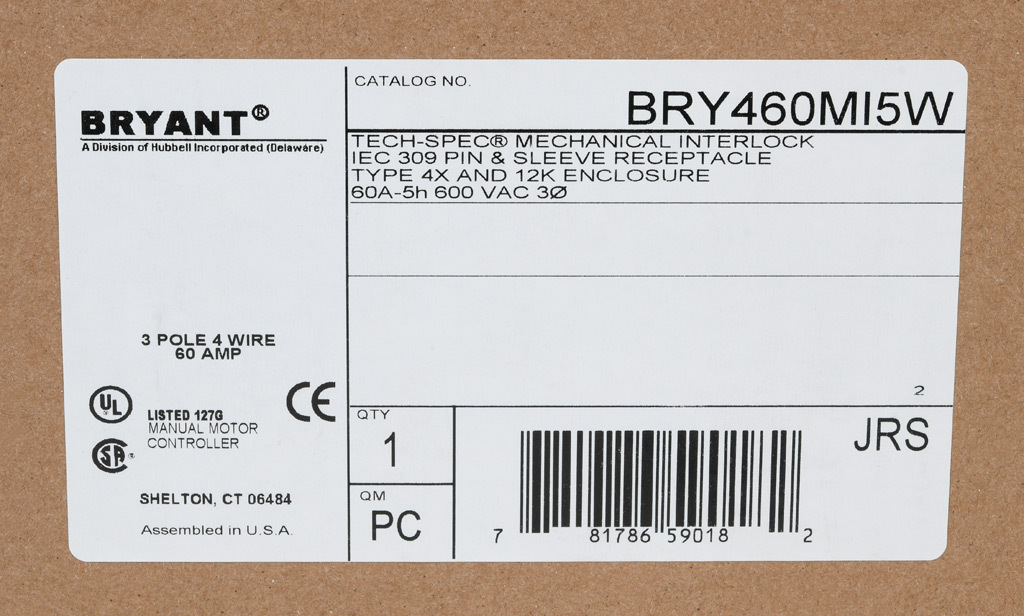 BRYANT®
A Division of Hubbell Incorporated (Delaware)
CATALOG NO.
BRY460MI5W
TECH-SPEC® MECHANICAL INTERLOCK
IEC 309 PIN & SLEEVE RECEPTACLE
TYPE 4X AND 12K ENCLOSURE
60A-5h 600 VAC 3Ø
3 POLE 4 WIRE
60 AMP
UL
LISTED 127G
MANUAL MOTOR
CONTROLLER
CE
SA®
SHELTON, CT 06484
Assembled in U.S.A.
2
QTY
1
QM
PC
JRS
7 81786 59018 2